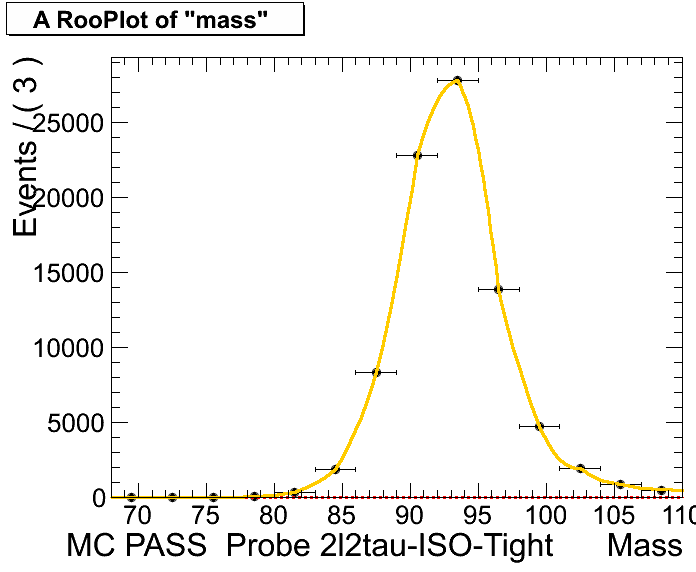 A RooPlot of "mass"
Events / ( 3 )
25000
20000
15000
10000
5000
0
70 75 80 85 90 95 100 105 110
MC PASS Probe 2l2tau-ISO-Tight Mass